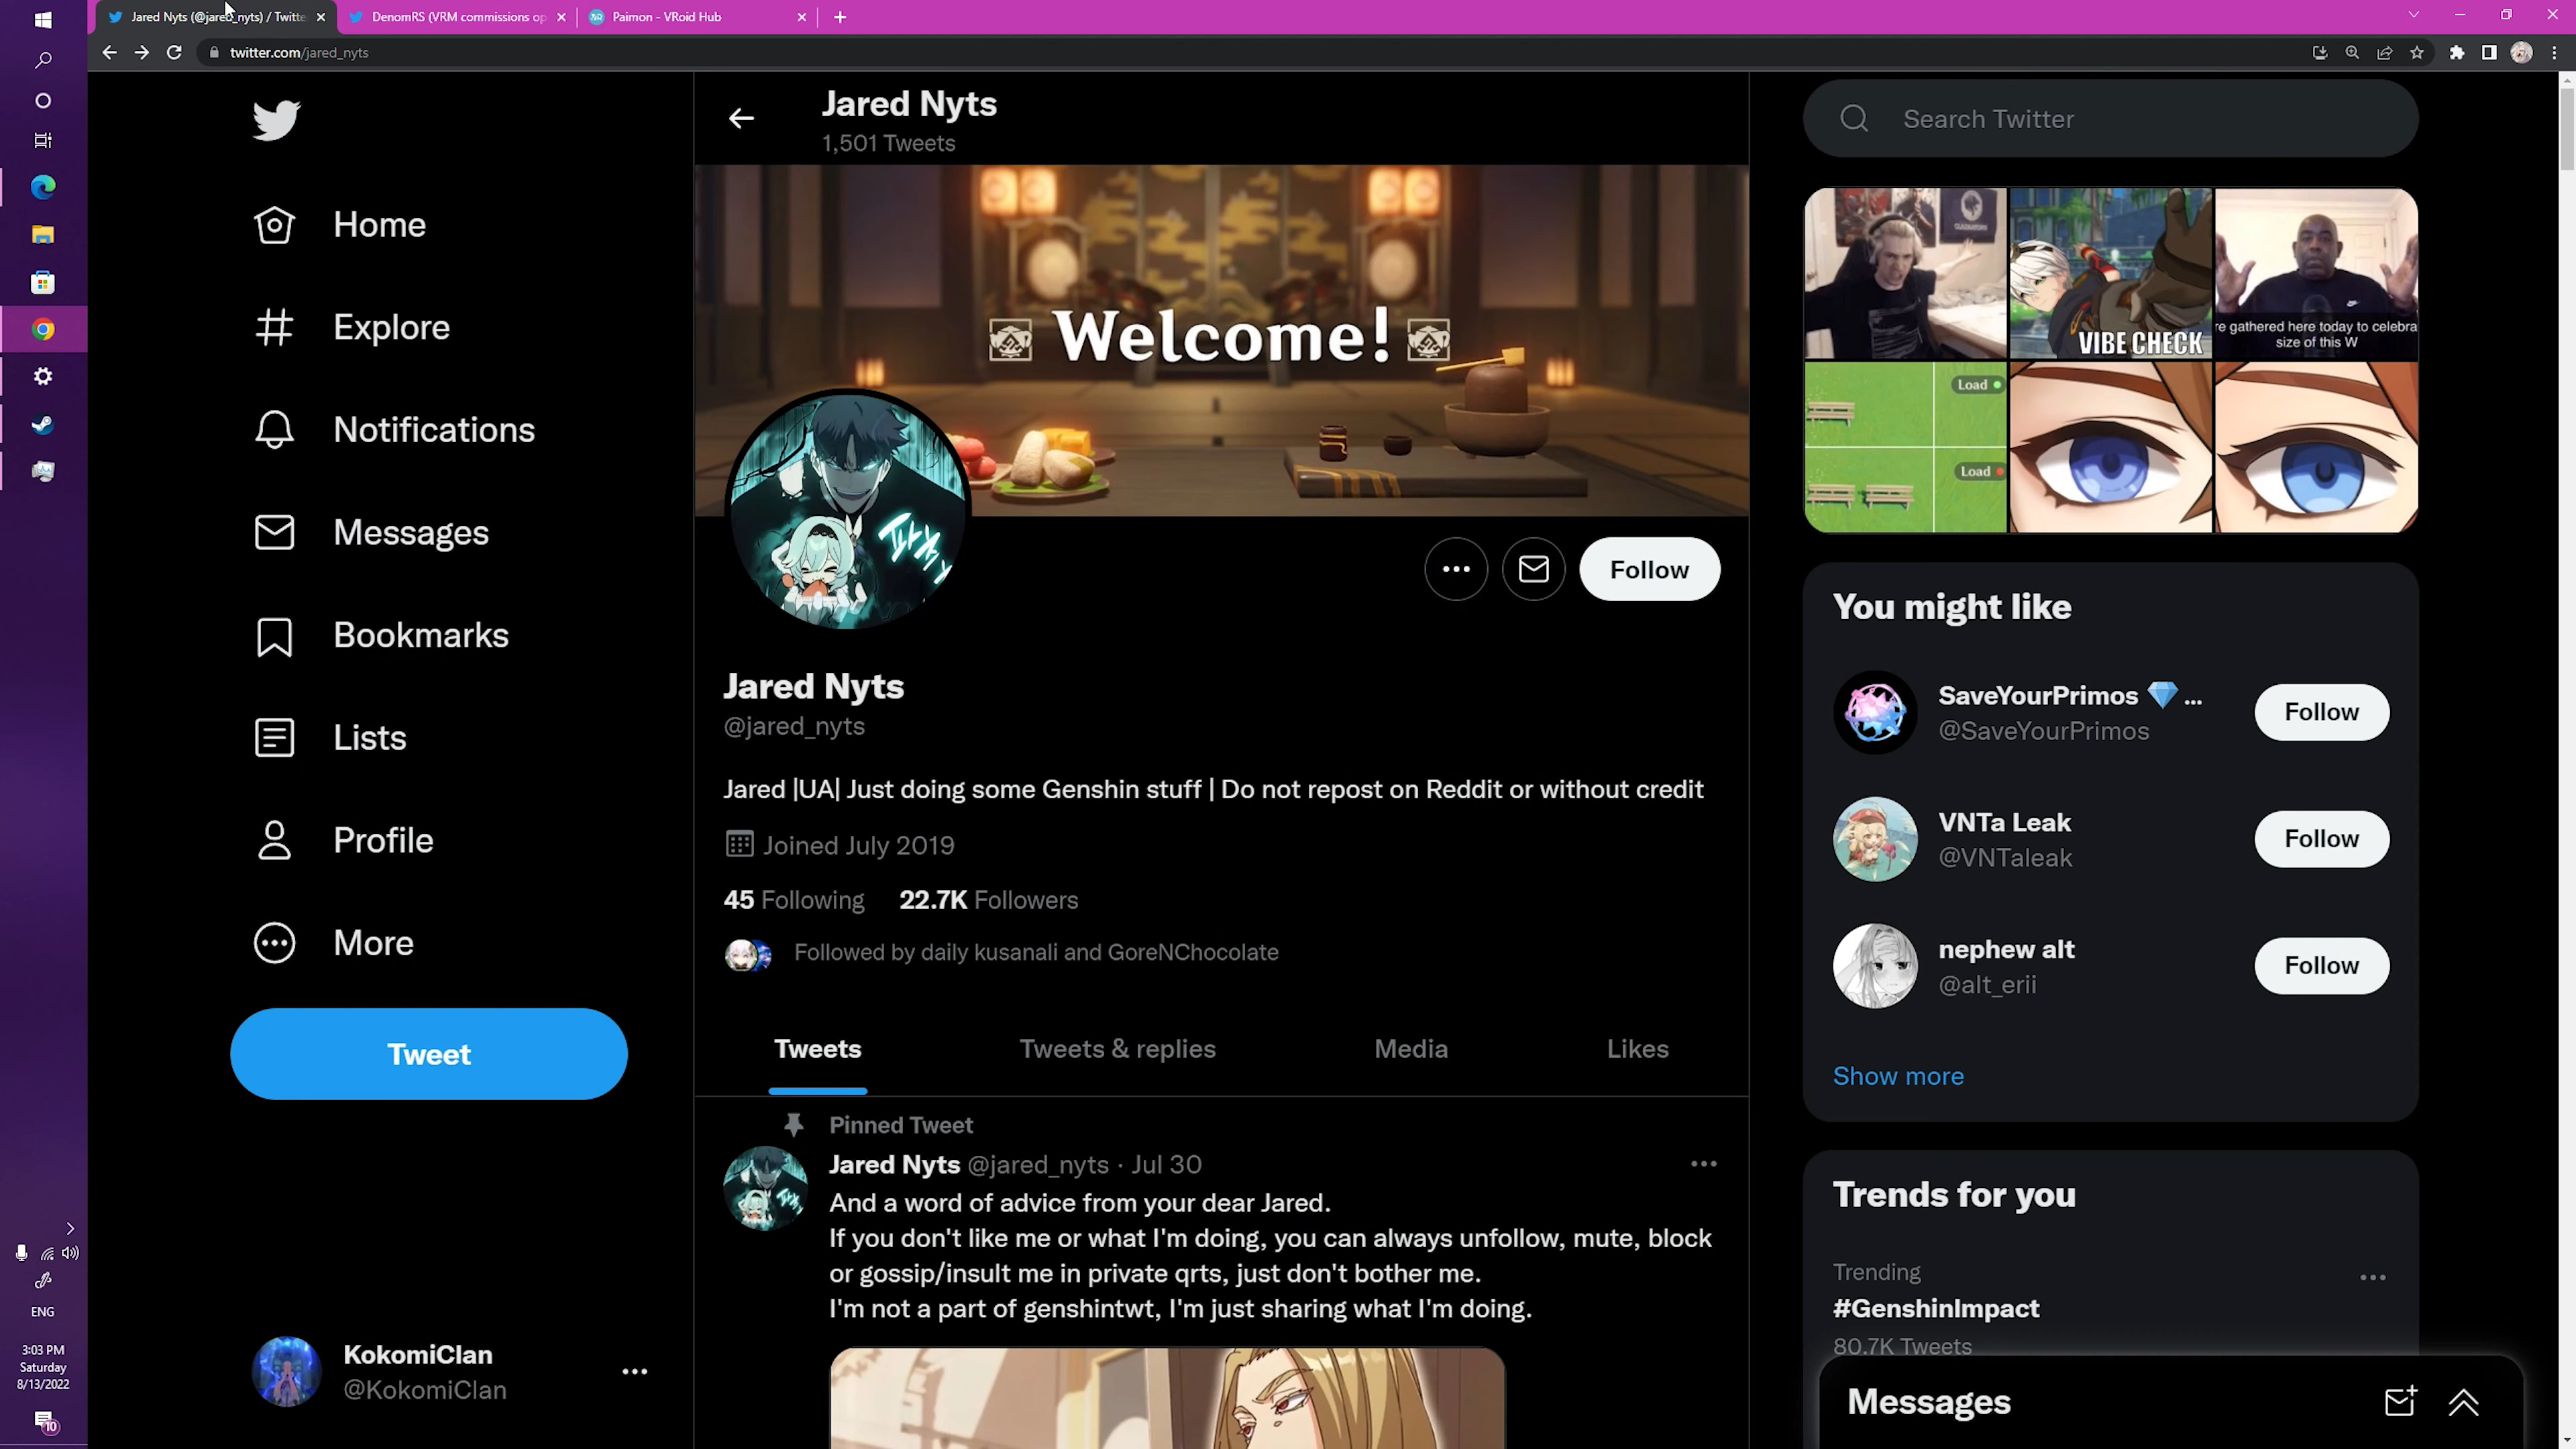 Jared Nyts (@jared_nyts) / Twitte
DenomRS (VRM commissions op
Paimon - VRoid Hub
twitter.com/jared_nyts
Home
Explore
Notifications
Messages
Bookmarks
Lists
Profile
More
Tweet
KokomiClan
@KokomiClan
Jared Nyts
1,501 Tweets
Welcome!
Follow
Jared Nyts
@jared_nyts
Jared |UA| Just doing some Genshin stuff | Do not repost on Reddit or without credit
Joined July 2019
45 Following 22.7K Followers
Followed by daily kusanali and GoreNChocolate
Tweets Tweets & replies Media Likes
Pinned Tweet
Jared Nyts @jared_nyts · Jul 30
And a word of advice from your dear Jared.
If you don't like me or what I'm doing, you can always unfollow, mute, block
or gossip/insult me in private qrts, just don't bother me.
I'm not a part of genshintwt, I'm just sharing what I'm doing.
Search Twitter
VIBE CHECK
re gathered here today to celebra
size of this W
Load
Load
You might like
SaveYourPrimos 💎 ...
@SaveYourPrimos
Follow
VNTa Leak
@VNTaleak
Follow
nephew alt
@alt_erii
Follow
Show more
Trends for you
Trending
#GenshinImpact
80.7K Tweets
Messages
ENG
3:03 PM
Saturday
8/13/2022
10